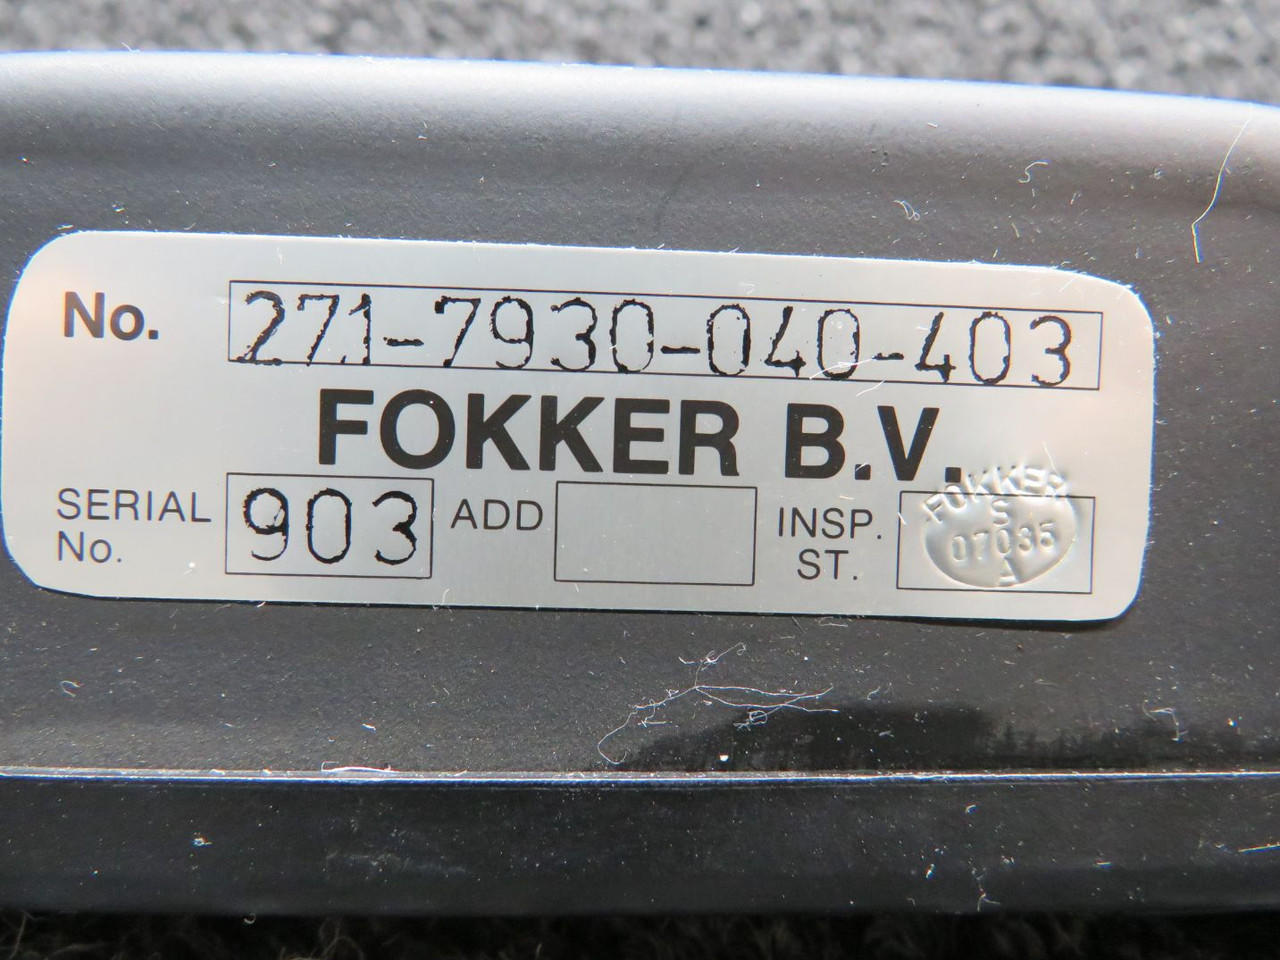 No. 271-7930-040-403
FOKKER B.V.
SERIAL No. 903 ADD INSP. ST.
FOKKER
S
07035
A